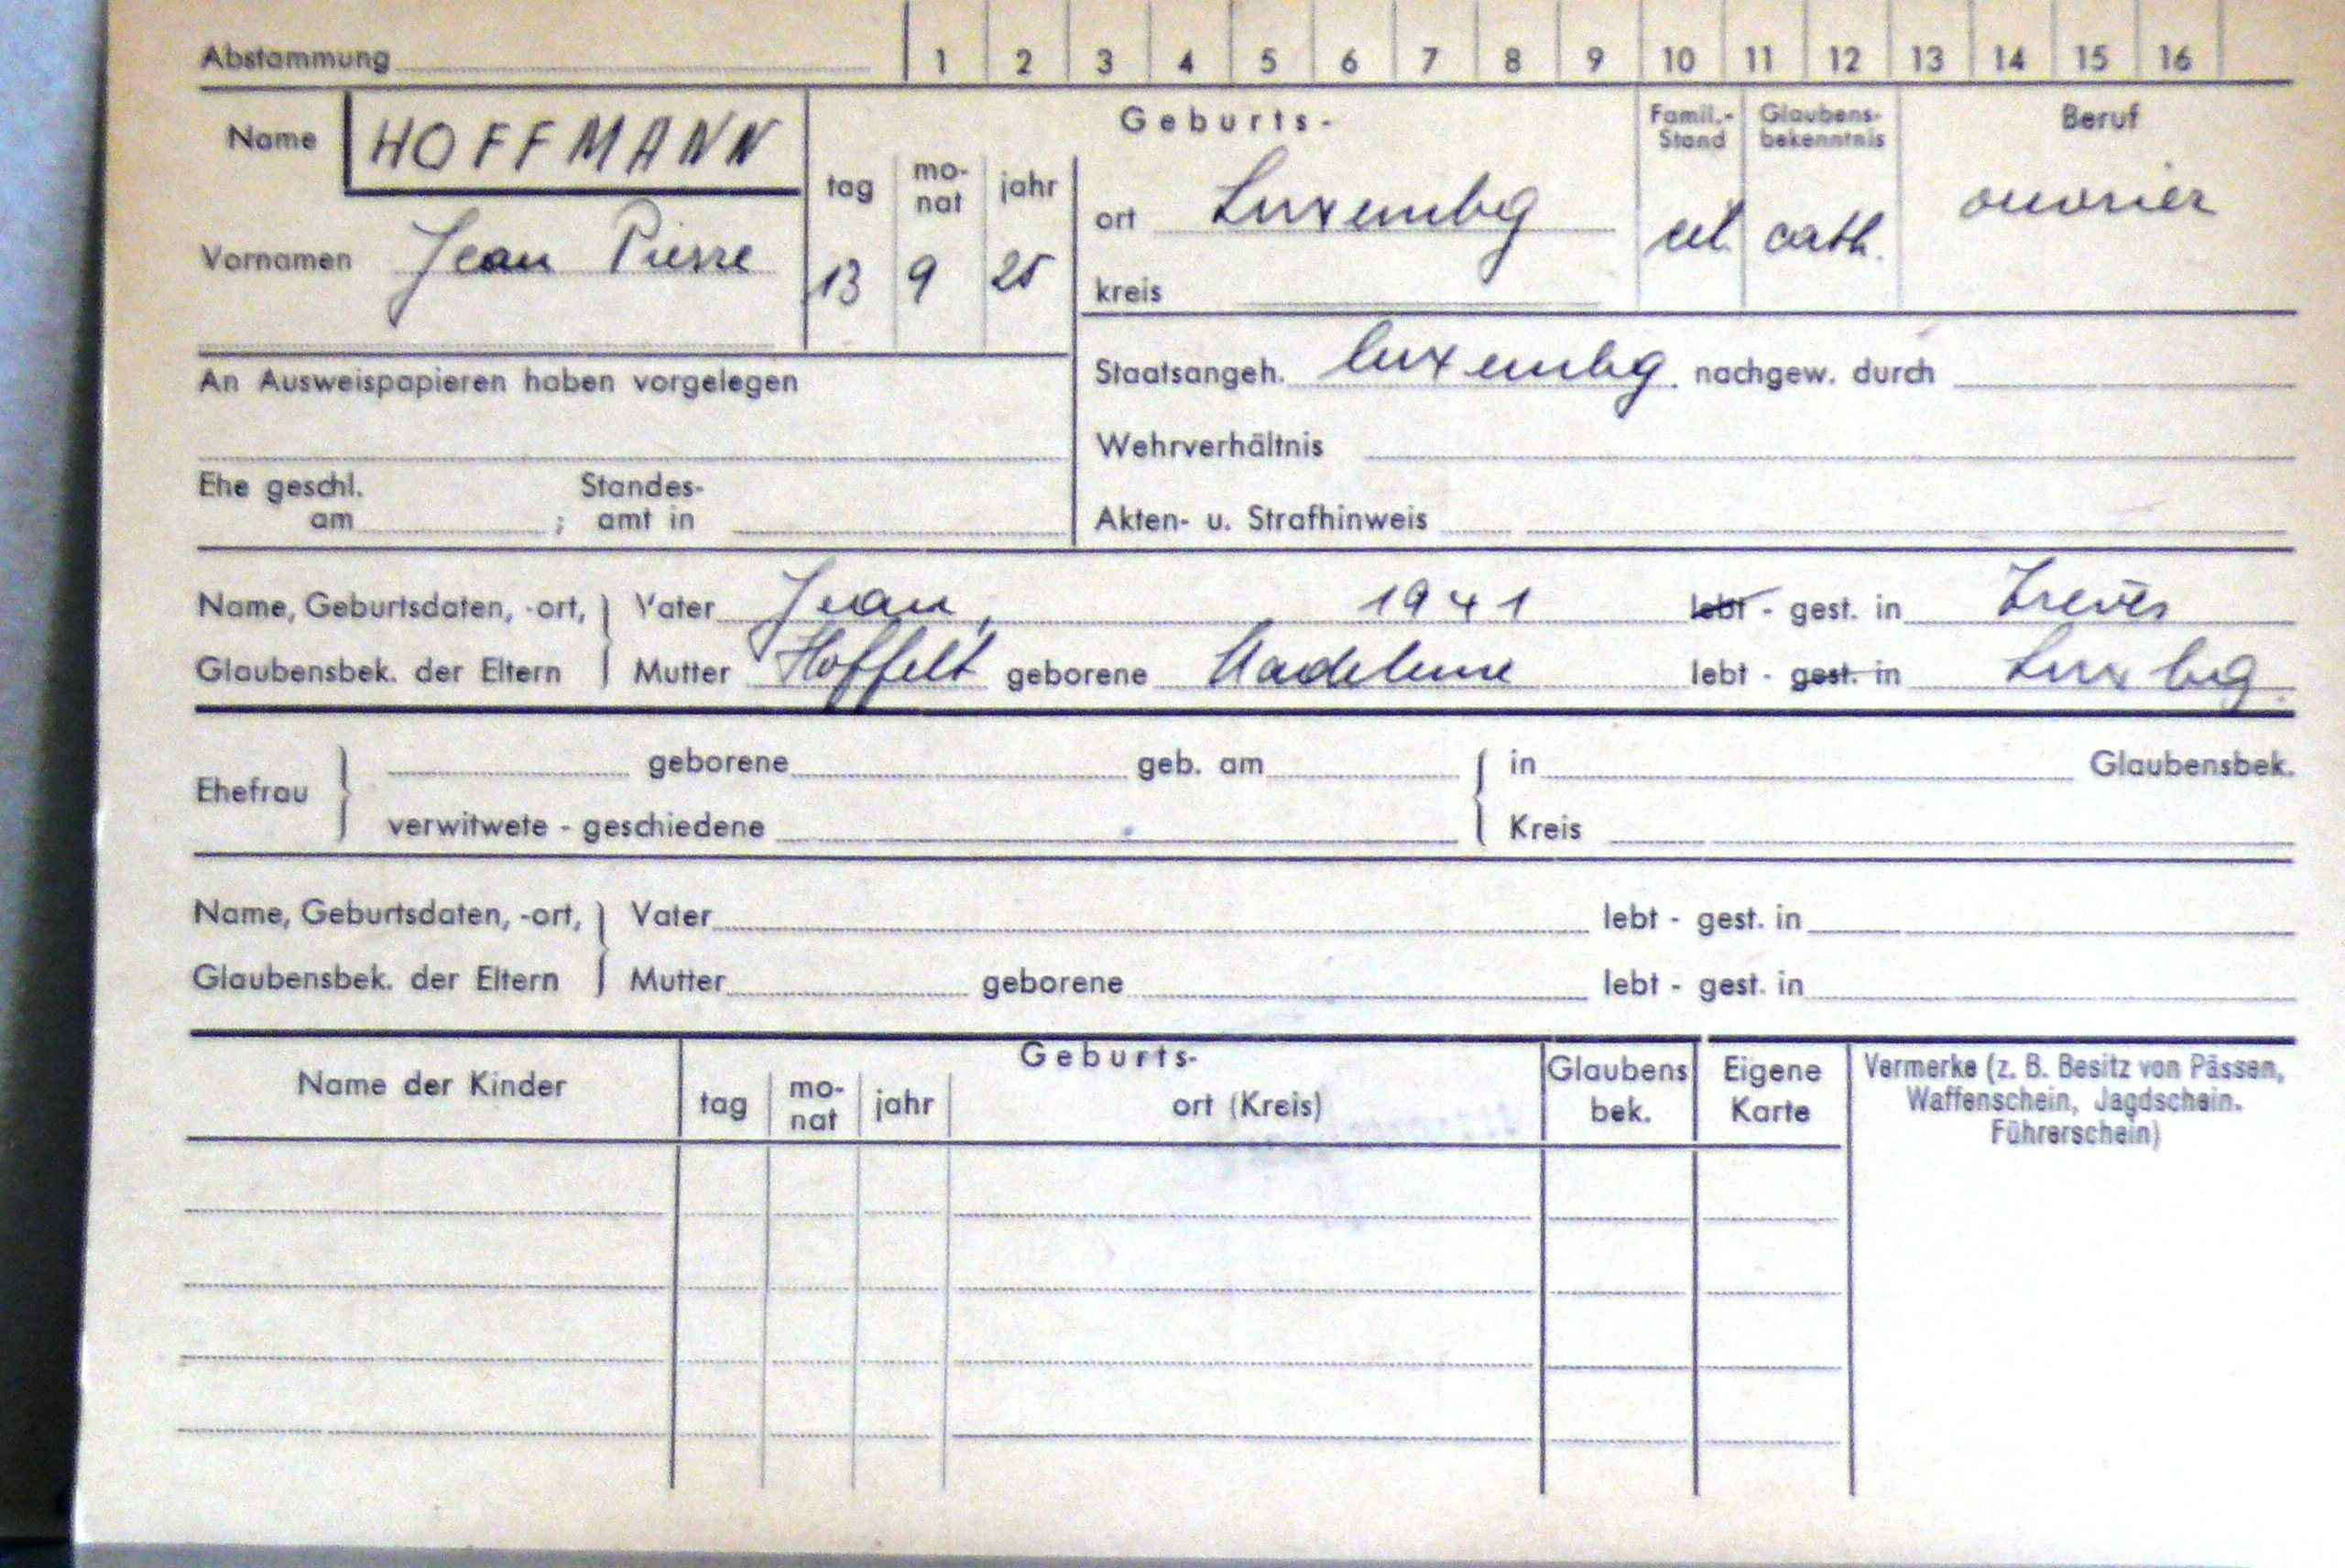 Abstammung 1 2 3 4 5 6 7 8 9 10 11 12 13 14 15 16
Name HOFFMANN
Vornamen Jean Pierre
Geburts-
tag mo-nat jahr
13 9 25
ort Luxembg
kreis
Famil.-Stand
cél.
Glaubens-bekenntnis
cath.
Beruf
ouvrier
An Ausweispapieren haben vorgelegen
Staatsangeh. luxembg. nachgew. durch
Wehrverhältnis
Ehe geschl. am ; Standes-amt in
Akten- u. Strafhinweis
Name, Geburtsdaten, -ort, Vater Jean, 1941 lebt - gest. in Trèves
Glaubensbek. der Eltern Mutter Hoffelt geborene Madeleine lebt - gest. in Luxbg.
Ehefrau
geborene geb. am in Glaubensbek.
verwitwete - geschiedene Kreis
Name, Geburtsdaten, -ort, Vater lebt - gest. in
Glaubensbek. der Eltern Mutter geborene lebt - gest. in
Name der Kinder
Geburts-
tag mo-nat jahr ort (Kreis)
Glaubens bek.
Eigene Karte
Vermerke (z. B. Besitz von Pässen,
Waffenschein, Jagdschein.
Führerschein)